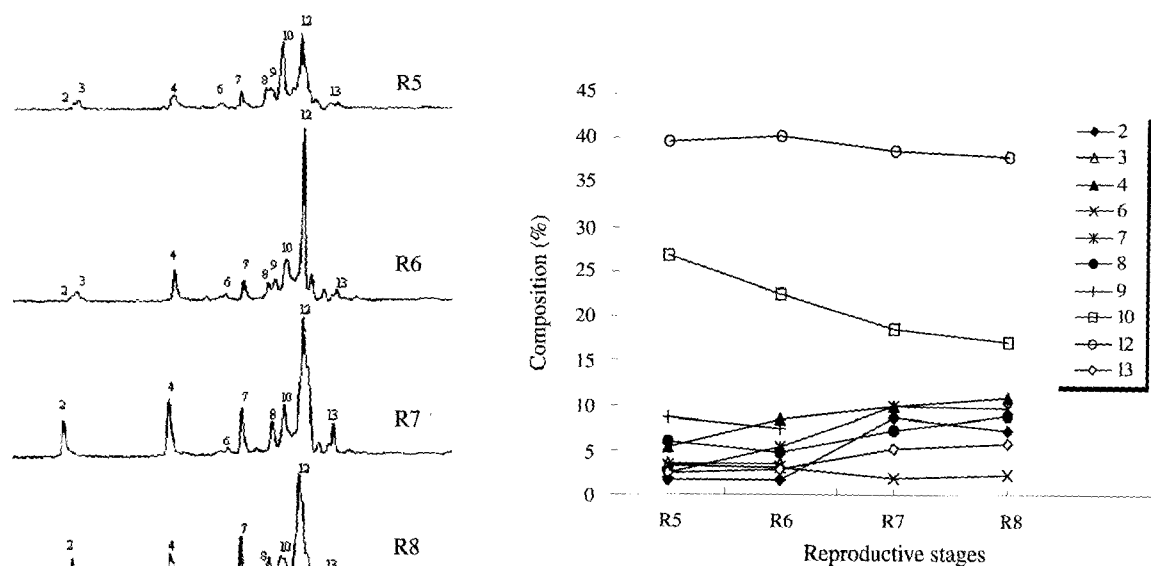 12
10
2 3 4 6 7 8 9 13
R5
12
2 3 4 6 7 8 9 10 13
R6
12
2 4 6 7 8 10 13
R7
12
2 4 7 8 10 13
R8
45
40
35
30
25
20
15
10
5
0
Composition (%)
R5 R6 R7 R8
Reproductive stages
2
3
4
6
7
8
9
10
12
13